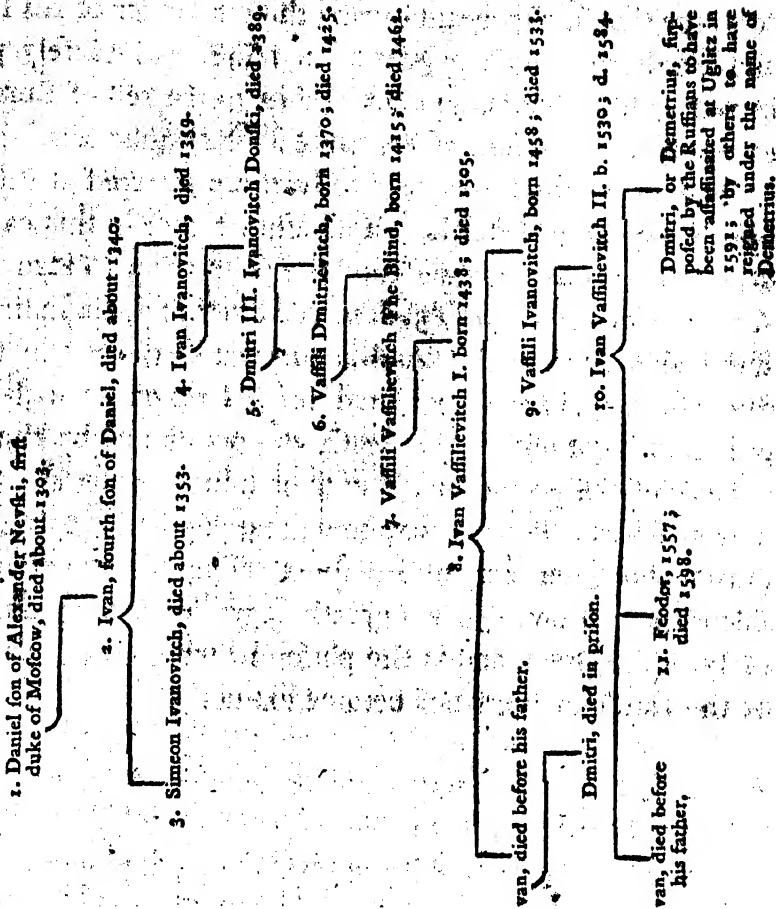 1. Daniel ſon of Alexander Nevſki, firſt
duke of Moſcow, died about 1303.
2. Ivan, fourth ſon of Daniel, died about 1340.
3. Simeon Ivanovitch, died about 1353.
4. Ivan Ivanovitch, died 1359.
5. Dmitri III. Ivanovitch Donſki, died 1389.
6. Vaſſili Dmitrievitch, born 1370; died 1425.
7. Vaſſili Vaſſilievitch The Blind, born 1415; died 1462.
8. Ivan Vaſſilievitch I. born 1438; died 1505.
van, died before his father.
9. Vaſſili Ivanovitch, born 1458; died 1533.
Dmitri, died in priſon.
10. Ivan Vaſſilievitch II. b. 1530; d. 1584.
van, died before
his father.
11. Feodor, 1557;
died 1598.
Dmitri, or Demetrius, ſup-
poſed by the Ruſſians to have
been aſſaſſinated at Uglitz in
1591; by others to have
reigned under the name of
Demetrius.